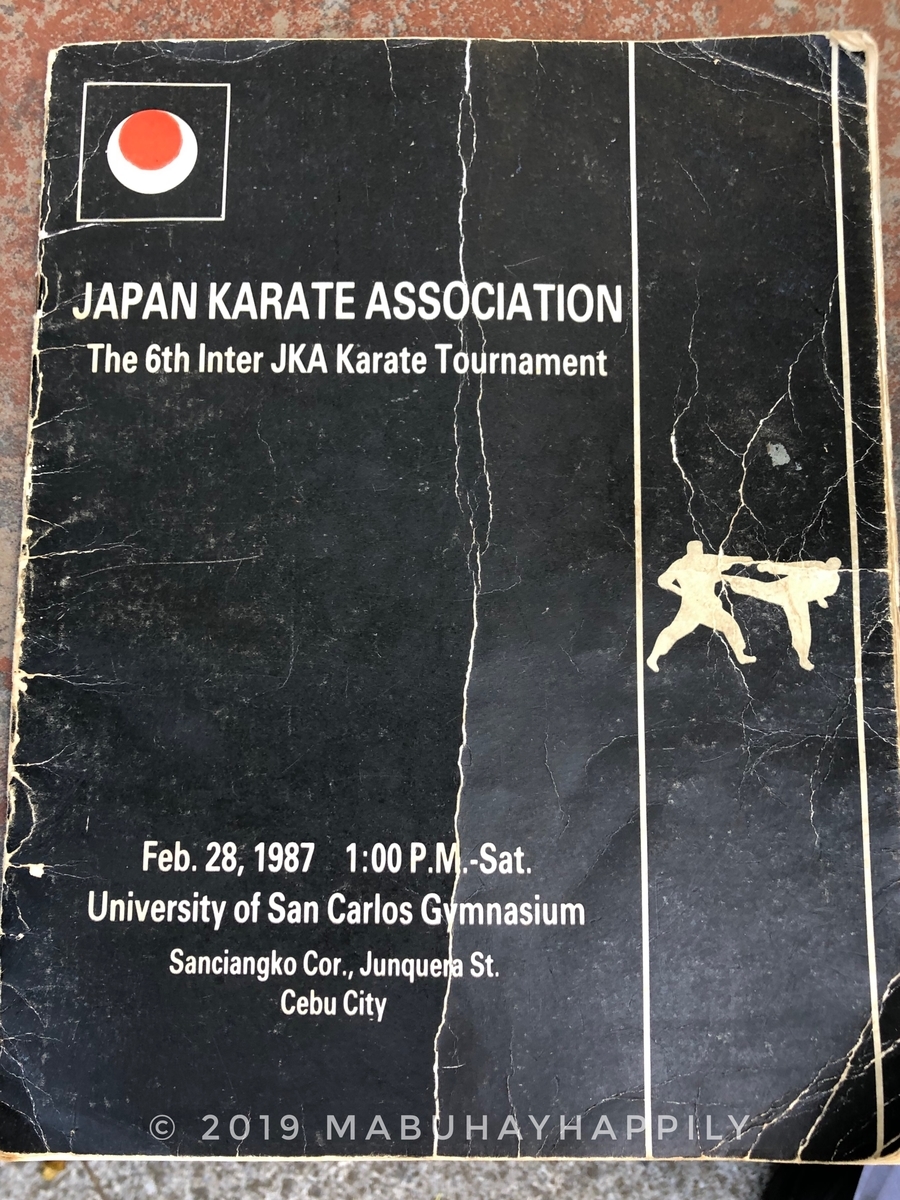 JAPAN KARATE ASSOCIATION
The 6th Inter JKA Karate Tournament
Feb. 28, 1987 1:00 P.M.-Sat.
University of San Carlos Gymnasium
Sanciangko Cor., Junquera St.
Cebu City
© 2019 MABUHAYHAPPILY